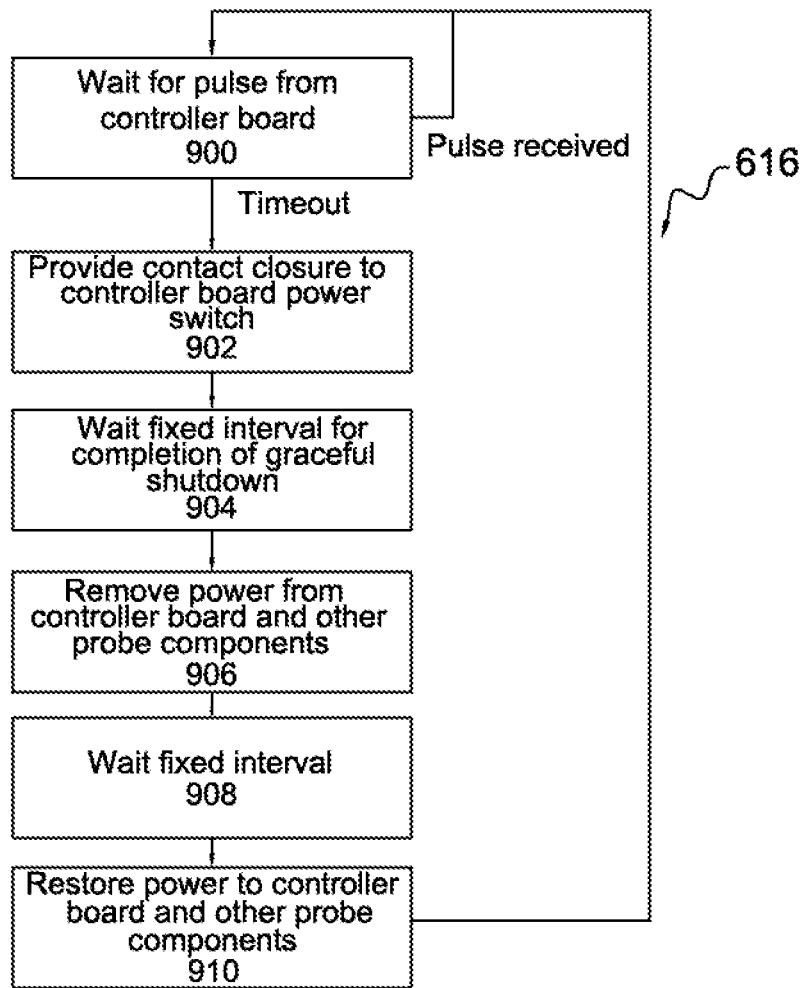 Wait for pulse from
controller board
900
Pulse received
616
Timeout
Provide contact closure to
controller board power
switch
902
Wait fixed interval for
completion of graceful
shutdown
904
Remove power from
controller board and other
probe components
906
Wait fixed interval
908
Restore power to controller
board and other probe
components
910